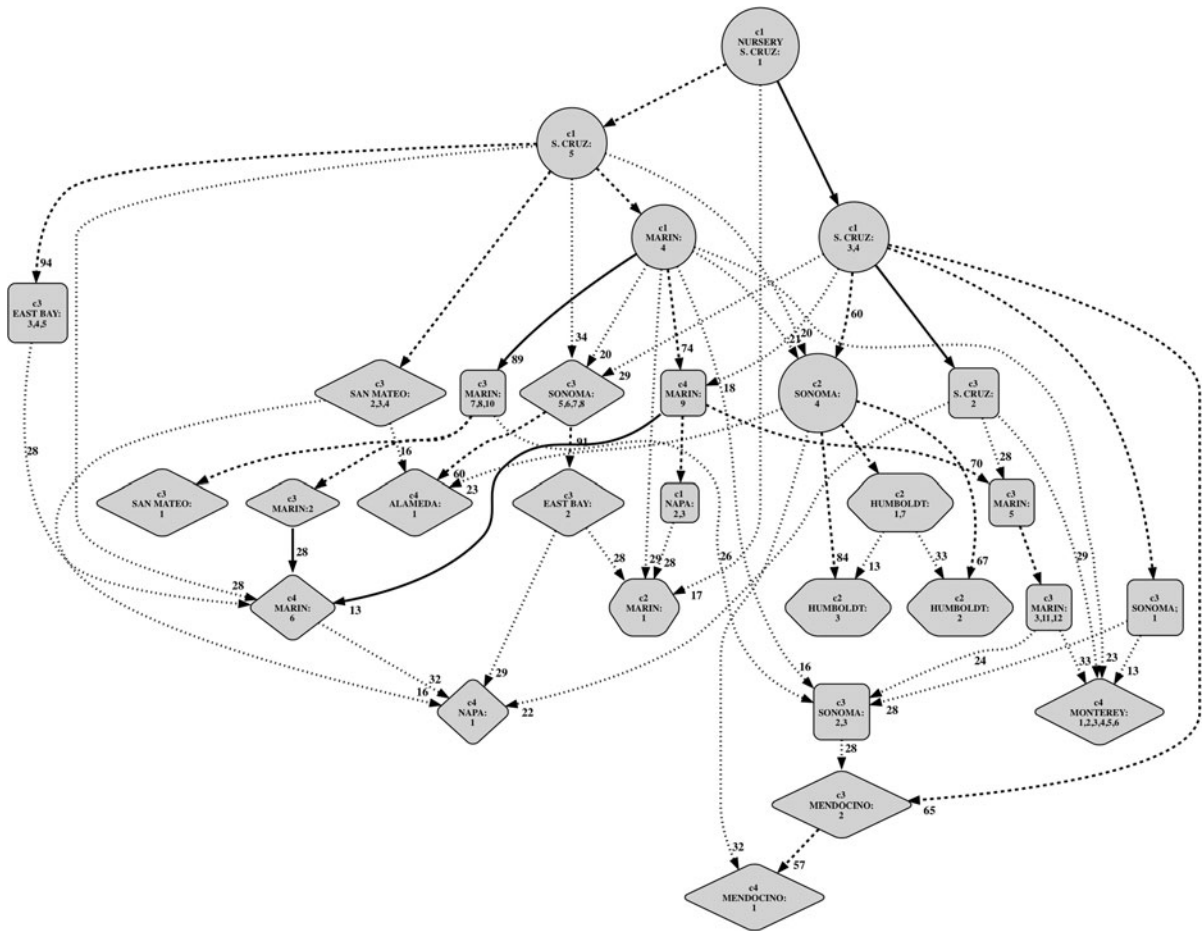 c1
NURSERY
S. CRUZ:
1
c1
S. CRUZ:
5
c1
MARIN:
4
c1
S. CRUZ:
3,4
94
c3
EAST BAY:
3,4,5
34
20
29
74
21
20
60
89
18
c3
SAN MATEO:
2,3,4
c3
MARIN:
7,8,10
c3
SONOMA:
5,6,7,8
c4
MARIN:
9
c2
SONOMA:
4
c3
S. CRUZ:
2
28
16
60
23
91
70
28
c3
SAN MATEO:
1
c3
MARIN:2
c4
ALAMEDA:
1
c3
EAST BAY:
2
c1
NAPA:
2,3
c2
HUMBOLDT:
1,7
c3
MARIN:
5
28
28
13
28
29
28
17
26
84
13
33
67
29
c4
MARIN:
6
c2
MARIN:
1
c2
HUMBOLDT:
3
c2
HUMBOLDT:
2
c3
MARIN:
3,11,12
c3
SONOMA;
1
32
16
29
22
16
24
28
33
23
13
c4
NAPA:
1
c3
SONOMA:
2,3
c4
MONTEREY:
1,2,3,4,5,6
28
c3
MENDOCINO:
2
65
32
57
c4
MENDOCINO:
1